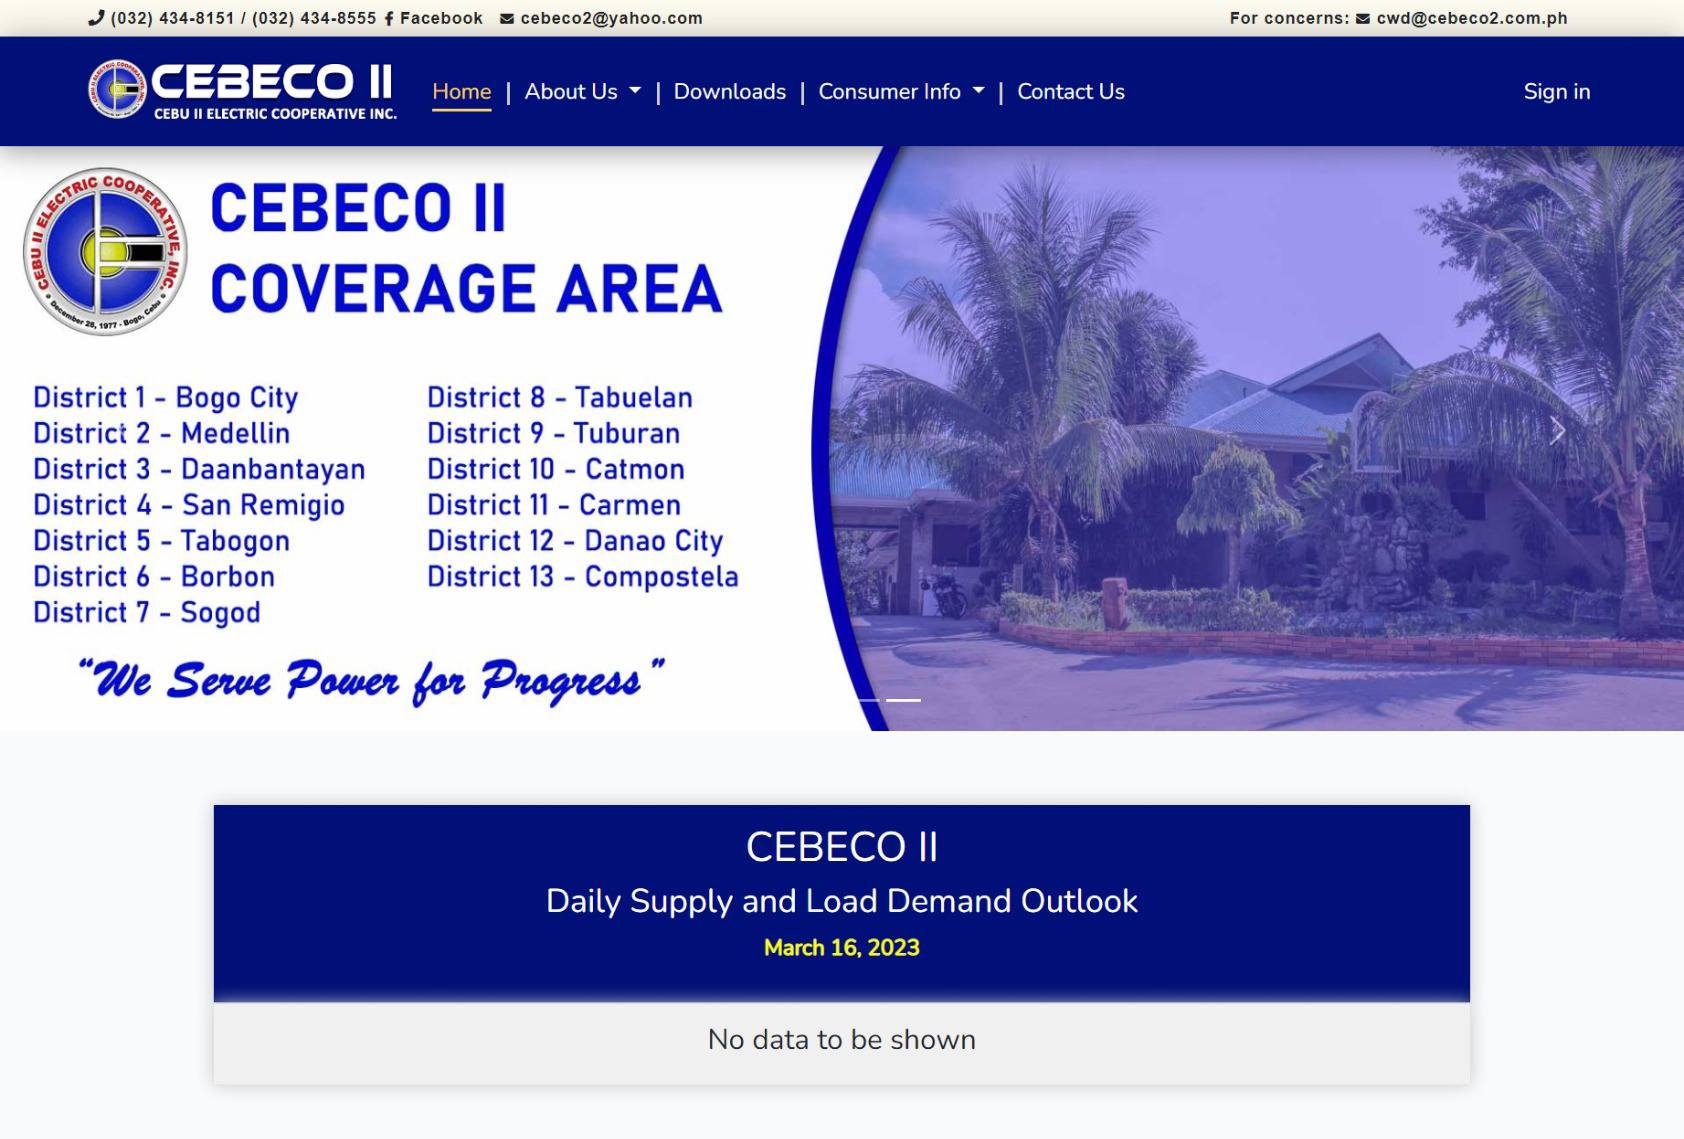 (032) 434-8151 / (032) 434-8555 Facebook cebeco2@yahoo.com
For concerns: cwd@cebeco2.com.ph
CEBECO II
CEBU II ELECTRIC COOPERATIVE INC.
Home | About Us | Downloads | Consumer Info | Contact Us
Sign in
CEBU II ELECTRIC COOPERATIVE, INC.
December 28, 1977 - Bogo, Cebu
CEBECO II
COVERAGE AREA
District 1 - Bogo City
District 2 - Medellin
District 3 - Daanbantayan
District 4 - San Remigio
District 5 - Tabogon
District 6 - Borbon
District 7 - Sogod
District 8 - Tabuelan
District 9 - Tuburan
District 10 - Catmon
District 11 - Carmen
District 12 - Danao City
District 13 - Compostela
"We Serve Power for Progress"
CEBECO II
Daily Supply and Load Demand Outlook
March 16, 2023
No data to be shown